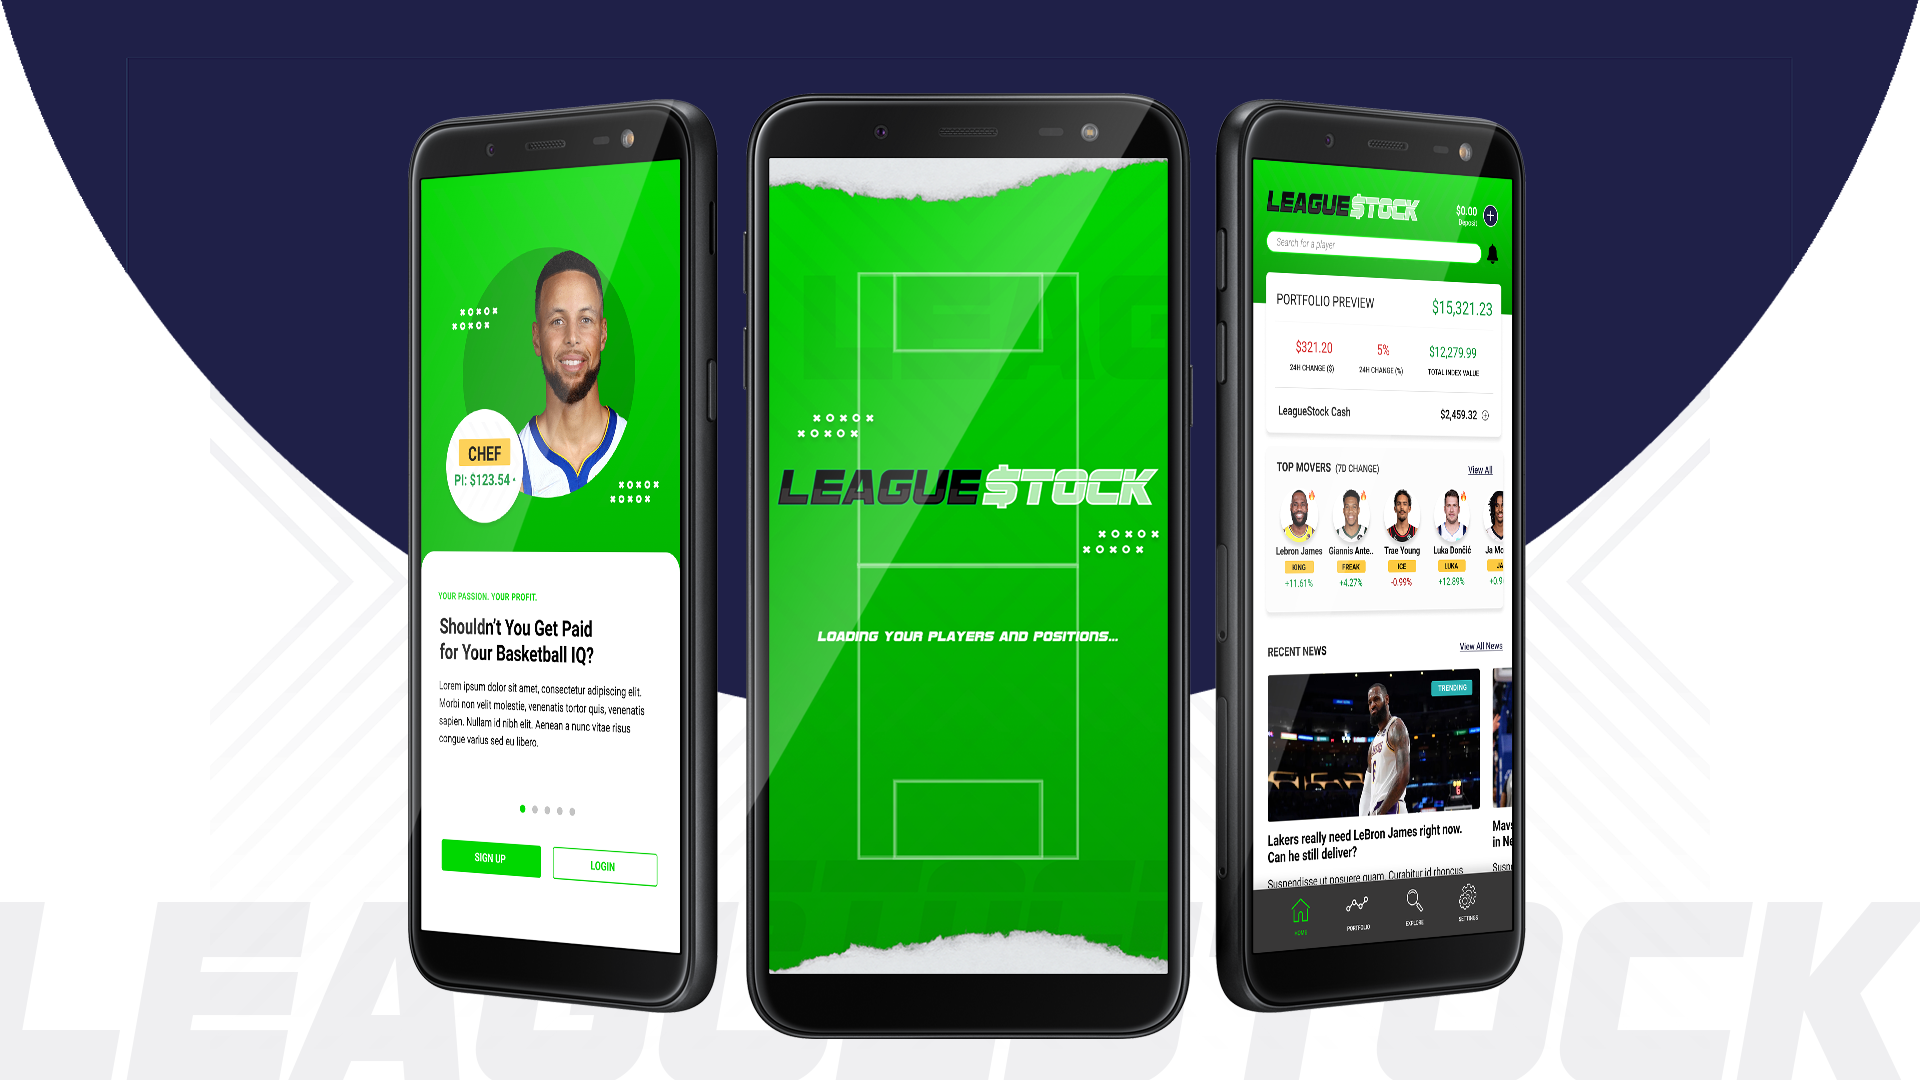 CHEF
PI: $123.54
YOUR PASSION. YOUR PROFIT.
Shouldn't You Get Paid
for Your Basketball IQ?
Lorem ipsum dolor sit amet, consectetur adipiscing elit.
Morbi non velit molestie, venenatis tortor quis, venenatis
sapien. Nullam id nibh elit. Aenean a nunc vitae risus
congue varius sed eu libero.
SIGN UP
LOGIN
LEAG
LEAGUE$TOCK
LOADING YOUR PLAYERS AND POSITIONS...
LEAGUE$TOCK
$0.00
Deposit
Search for a player
PORTFOLIO PREVIEW
$15,321.23
$321.20
5%
$12,279.99
24H CHANGE ($)
24H CHANGE (%)
TOTAL INDEX VALUE
LeagueStock Cash
$2,459.32
TOP MOVERS (7D CHANGE)
View All
Lebron James
Giannis Ante..
Trae Young
Luka Dončić
Ja Mc
KING
FREAK
ICE
LUKA
JA
+11.61%
+4.27%
-0.99%
+12.89%
+0.9
RECENT NEWS
View All News
TRENDING
Lakers really need LeBron James right now.
Can he still deliver?
Mavs
in Ne
Suspendisse ut posuere quam. Curabitur id rhoncus
Suspe
HOME
PORTFOLIO
EXPLORE
SETTINGS